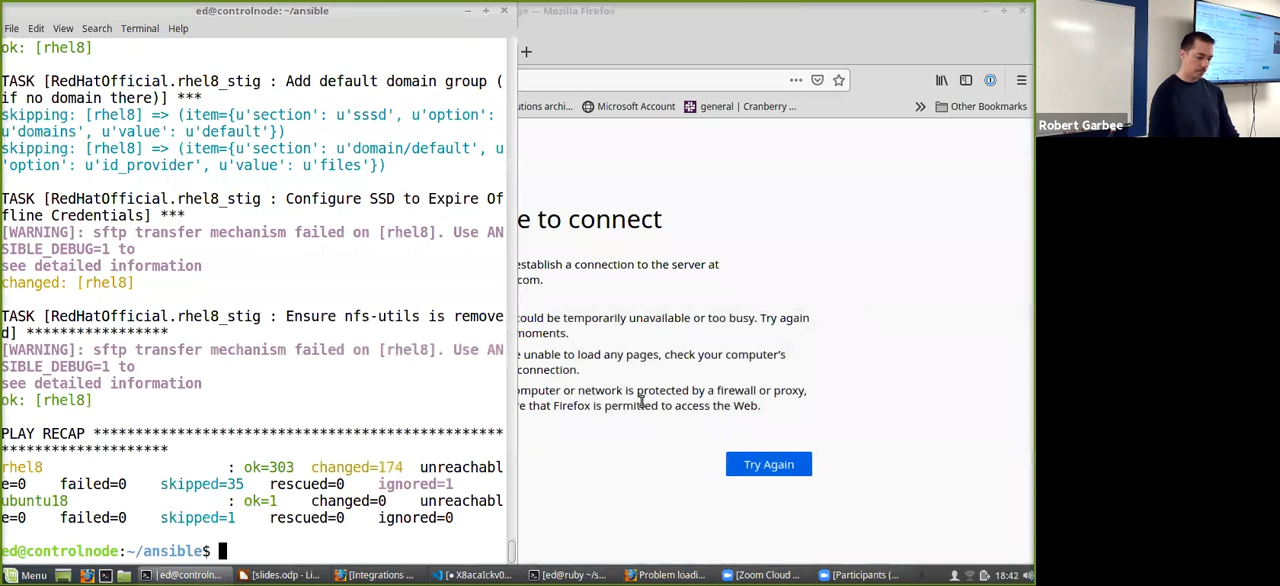 ed@controlnode: ~/ansible
File Edit View Search Terminal Help
ok: [rhel8]
TASK [RedHatOfficial.rhel8_stig : Add default domain group (
if no domain there)] ***
skipping: [rhel8] => (item={u'section': u'sssd', u'option':
u'domains', u'value': u'default'})
skipping: [rhel8] => (item={u'section': u'domain/default', u
'option': u'id_provider', u'value': u'files'})
TASK [RedHatOfficial.rhel8_stig : Configure SSD to Expire Of
fline Credentials] ***
[WARNING]: sftp transfer mechanism failed on [rhel8]. Use AN
SIBLE_DEBUG=1 to
see detailed information
changed: [rhel8]
TASK [RedHatOfficial.rhel8_stig : Ensure nfs-utils is remove
d] *****************
[WARNING]: sftp transfer mechanism failed on [rhel8]. Use AN
SIBLE_DEBUG=1 to
see detailed information
ok: [rhel8]
PLAY RECAP *************************************************
********************
rhel8 : ok=303 changed=174 unreachabl
e=0 failed=0 skipped=35 rescued=0 ignored=1
ubuntu18 : ok=1 changed=0 unreachabl
e=0 failed=0 skipped=1 rescued=0 ignored=0
ed@controlnode:~/ansible$
ge — Mozilla Firefox
utions archi... Microsoft Account general | Cranberry ... Other Bookmarks
e to connect
establish a connection to the server at
com.
ould be temporarily unavailable or too busy. Try again
moments.
e unable to load any pages, check your computer's
connection.
omputer or network is protected by a firewall or proxy,
re that Firefox is permitted to access the Web.
Try Again
Robert Garbee
Menu ed@controln... [slides.odp - Li... [Integrations ... [● X8aca1ckv0... [ed@ruby ~/s... Problem loadi... [Zoom Cloud ... [Participants (... 18:42